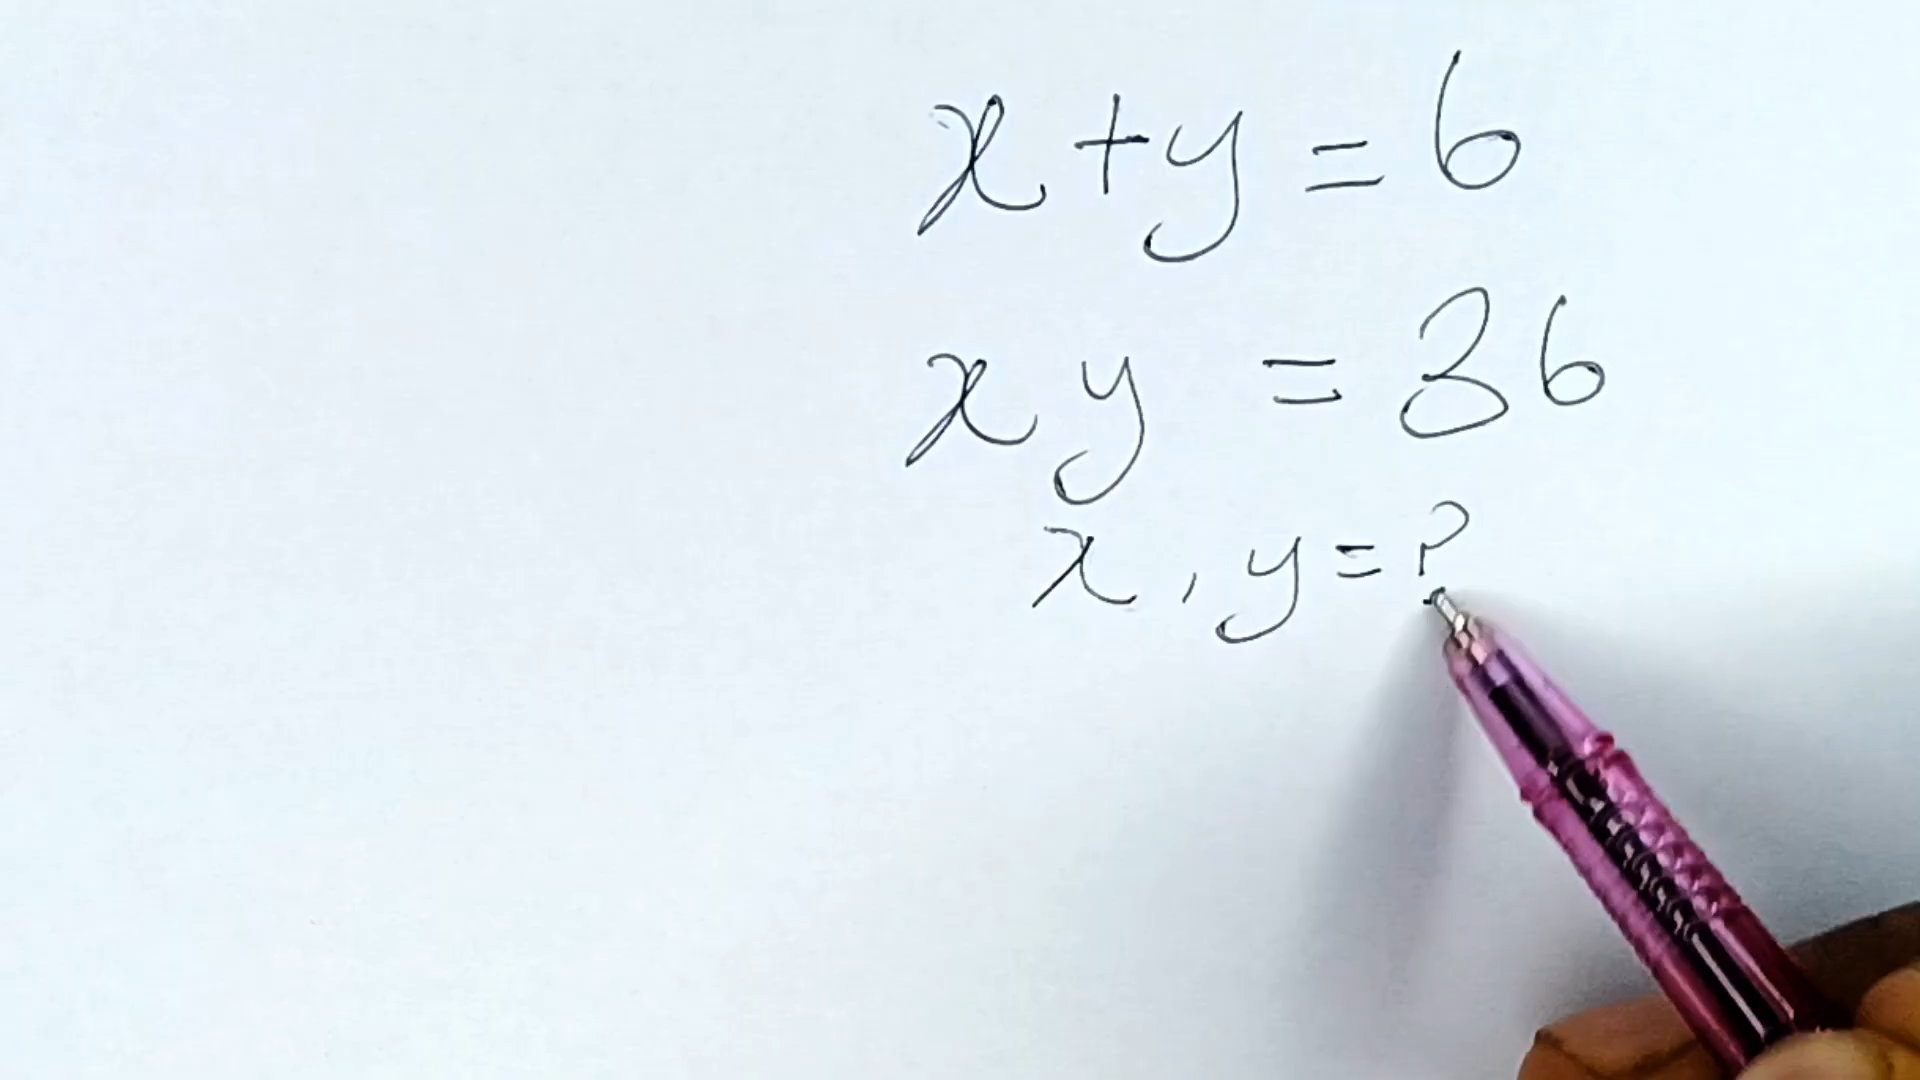 x+y=6
xy = 36
x, y=?